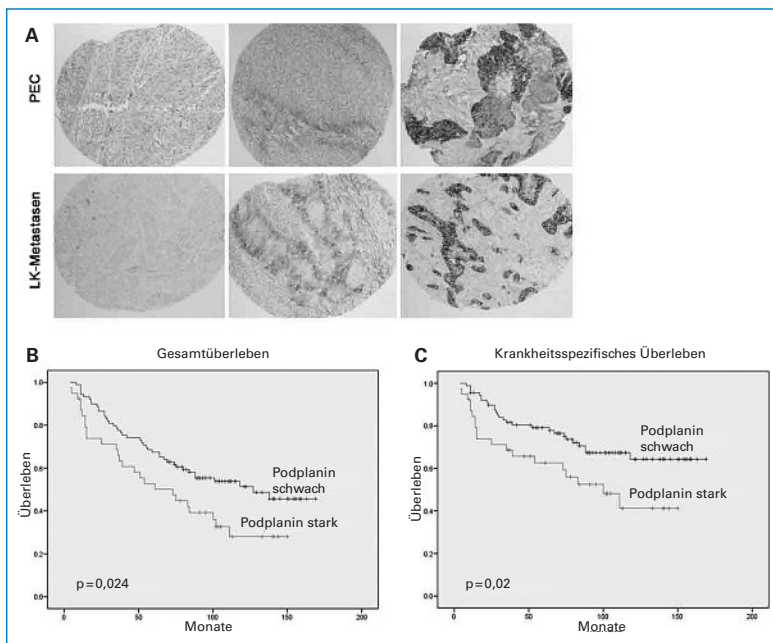 A
PEC
LK-Metastasen
B
Gesamtüberleben
Überleben
1.0
0.8
0.6
0.4
0.2
0.0
Podplanin
schwach
Podplanin stark
p=0,024
0
50
100
150
200
Monate
C
Krankheitsspezifisches Überleben
Überleben
1.0
0.8
0.6
0.4
0.2
0.0
Podplanin
schwach
Podplanin stark
p=0,02
0
50
100
150
200
Monate